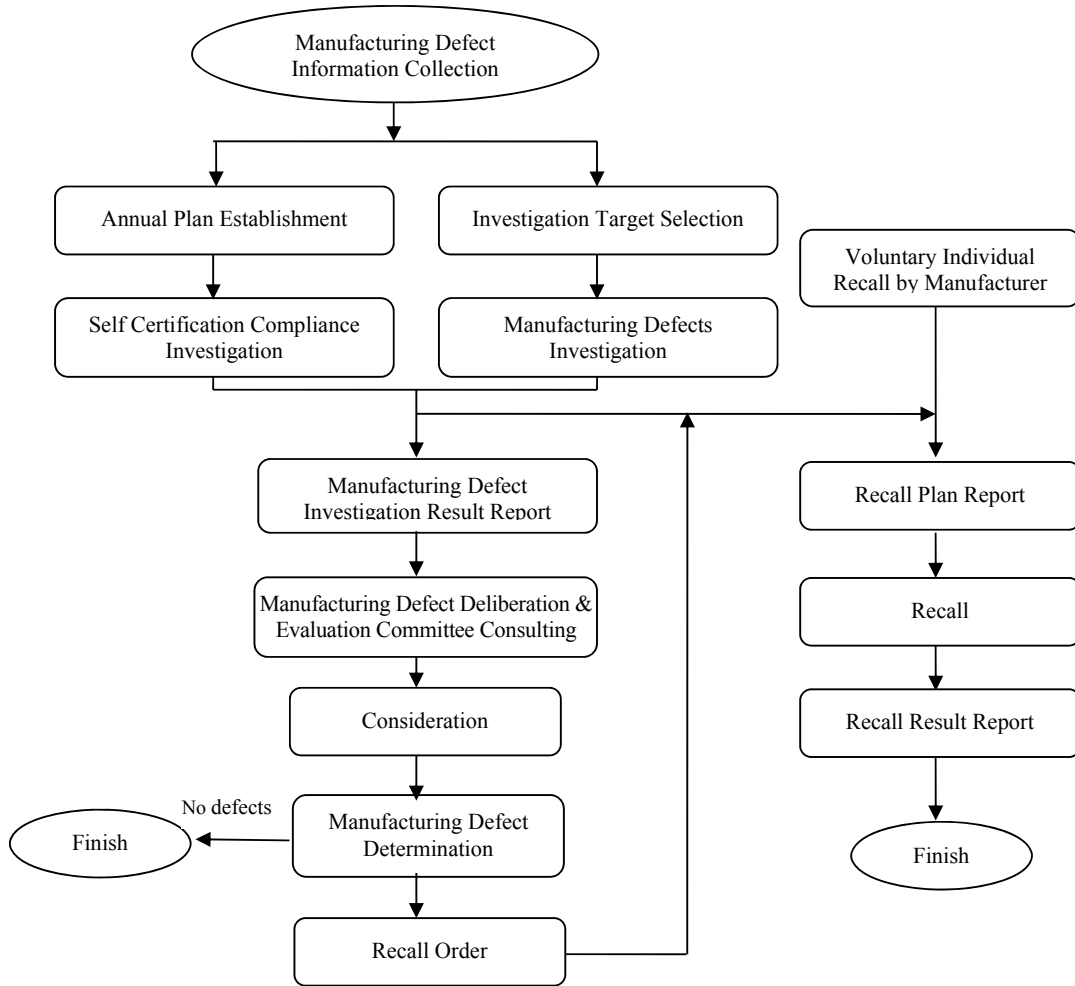 Manufacturing Defect
Information Collection
Annual Plan Establishment
Investigation Target Selection
Voluntary Individual
Recall by Manufacturer
Self Certification Compliance
Investigation
Manufacturing Defects
Investigation
Manufacturing Defect
Investigation Result Report
Recall Plan Report
Manufacturing Defect Deliberation &
Evaluation Committee Consulting
Recall
Consideration
Recall Result Report
No defects
Finish
Manufacturing Defect
Determination
Finish
Recall Order